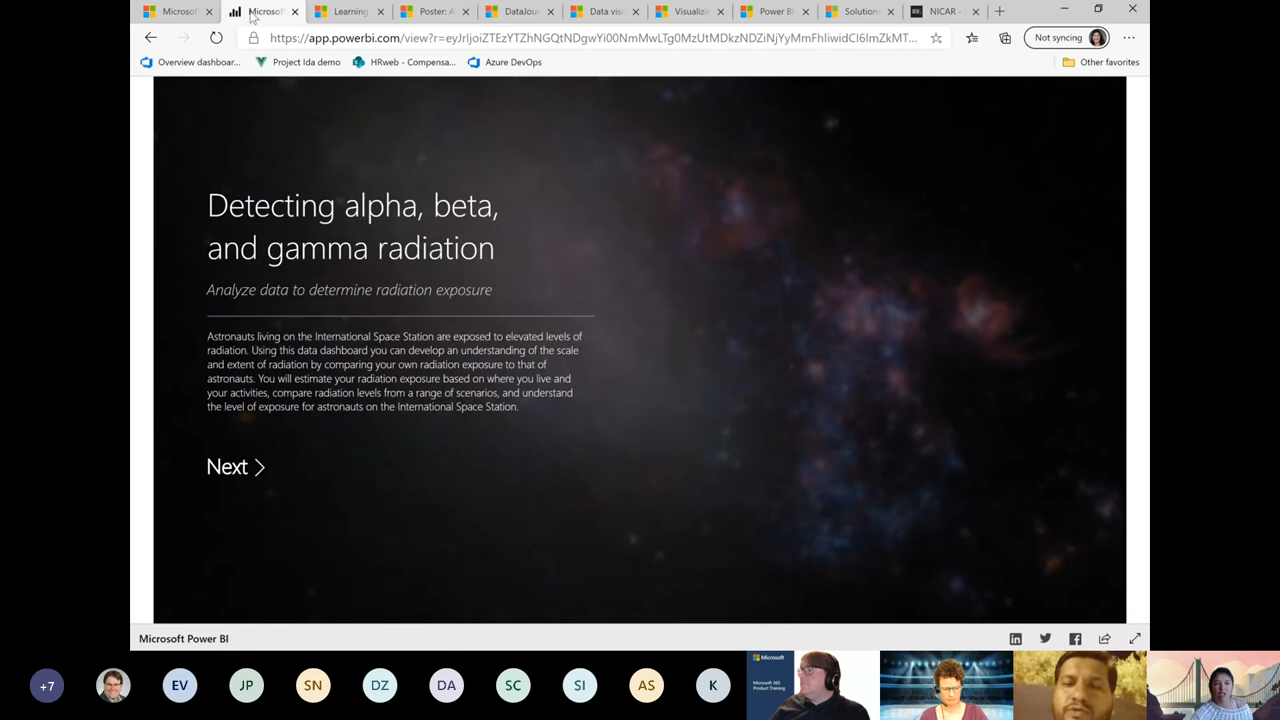 Microsof
Microsof
Learning
Poster: A
DataJour
Data visu
Visualizin
Power BI
Solution
NICAR -
https://app.powerbi.com/view?r=
Not syncing
Overview dashboar...
Project Ida demo
HRweb - Compensa...
Azure DevOps
Other favorites
Detecting alpha, beta,
and gamma radiation
Analyze data to determine radiation exposure
Astronauts living on the International Space Station are exposed to elevated levels of
radiation. Using this data dashboard you can develop an understanding of the scale
and extent of radiation by comparing your own radiation exposure to that of
astronauts. You will estimate your radiation exposure based on where you live and
your activities, compare radiation levels from a range of scenarios, and understand
the level of exposure for astronauts on the International Space Station.
Next
Microsoft Power BI
+7
EV
JP
SN
DZ
DA
SC
SI
AS
K
Microsoft
Microsoft 365
Product Training